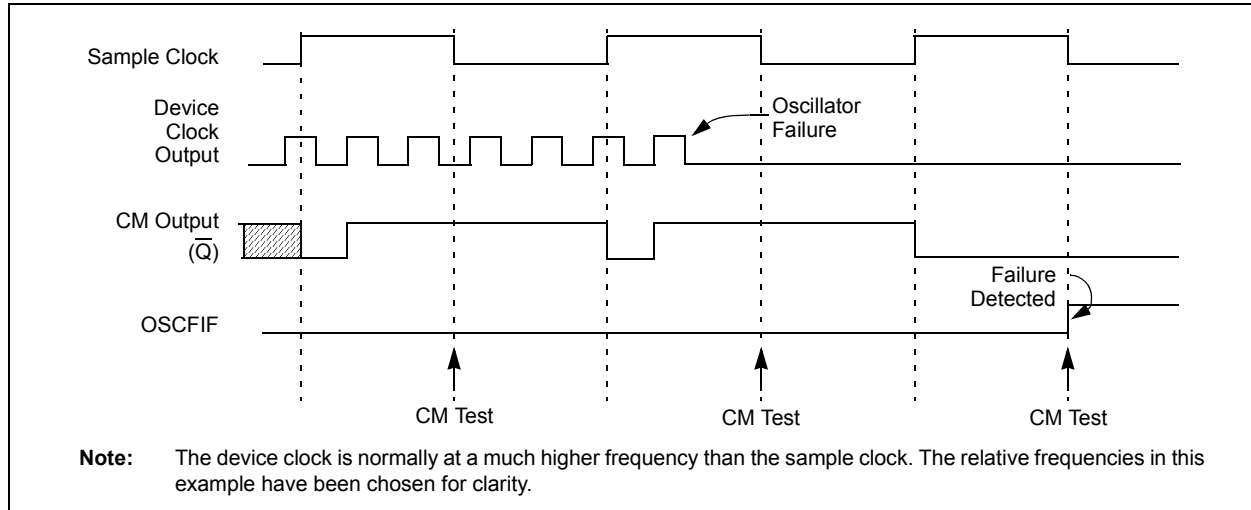 Sample Clock
Device
Clock
Output
Oscillator
Failure
CM Output
(Q̅)
Failure
Detected
OSCFIF
CM Test
CM Test
CM Test
Note: The device clock is normally at a much higher frequency than the sample clock. The relative frequencies in this
example have been chosen for clarity.